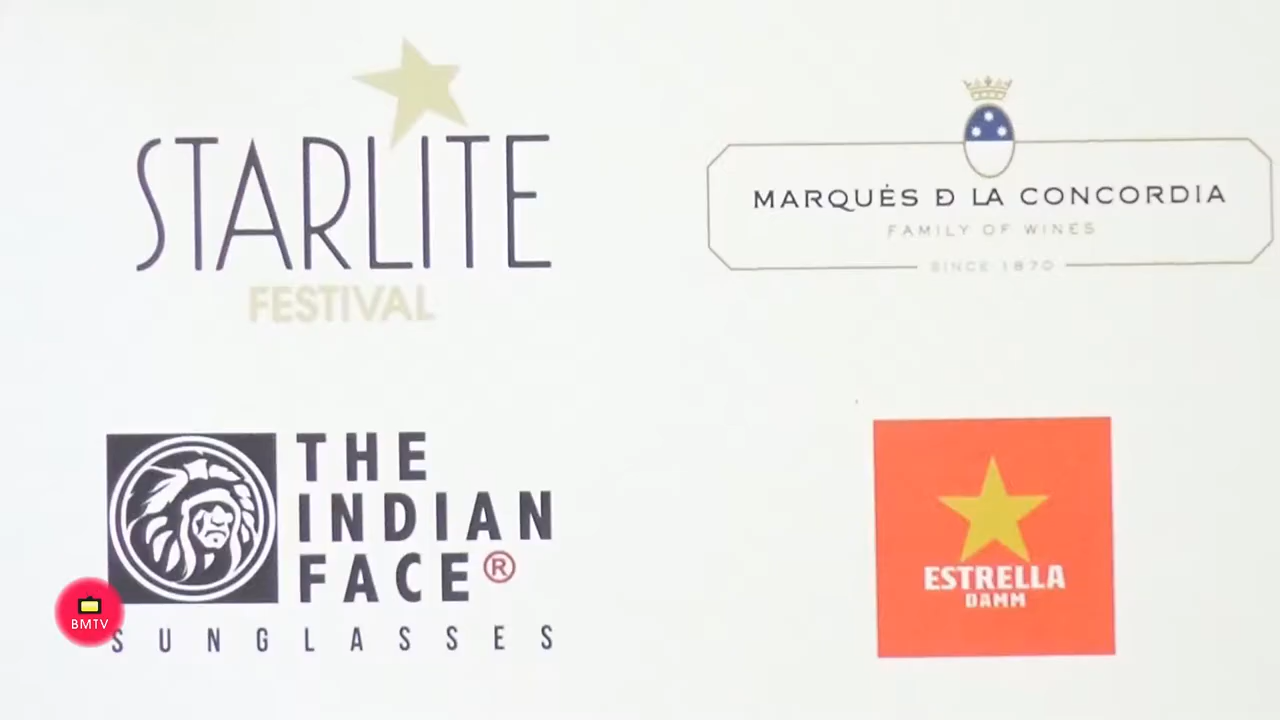 STARLITE
FESTIVAL
MARQUÉS D LA CONCORDIA
FAMILY OF WINES
SINCE 1870
THE
INDIAN
FACE®
SUNGLASSES
ESTRELLA
DAMM
BMTV